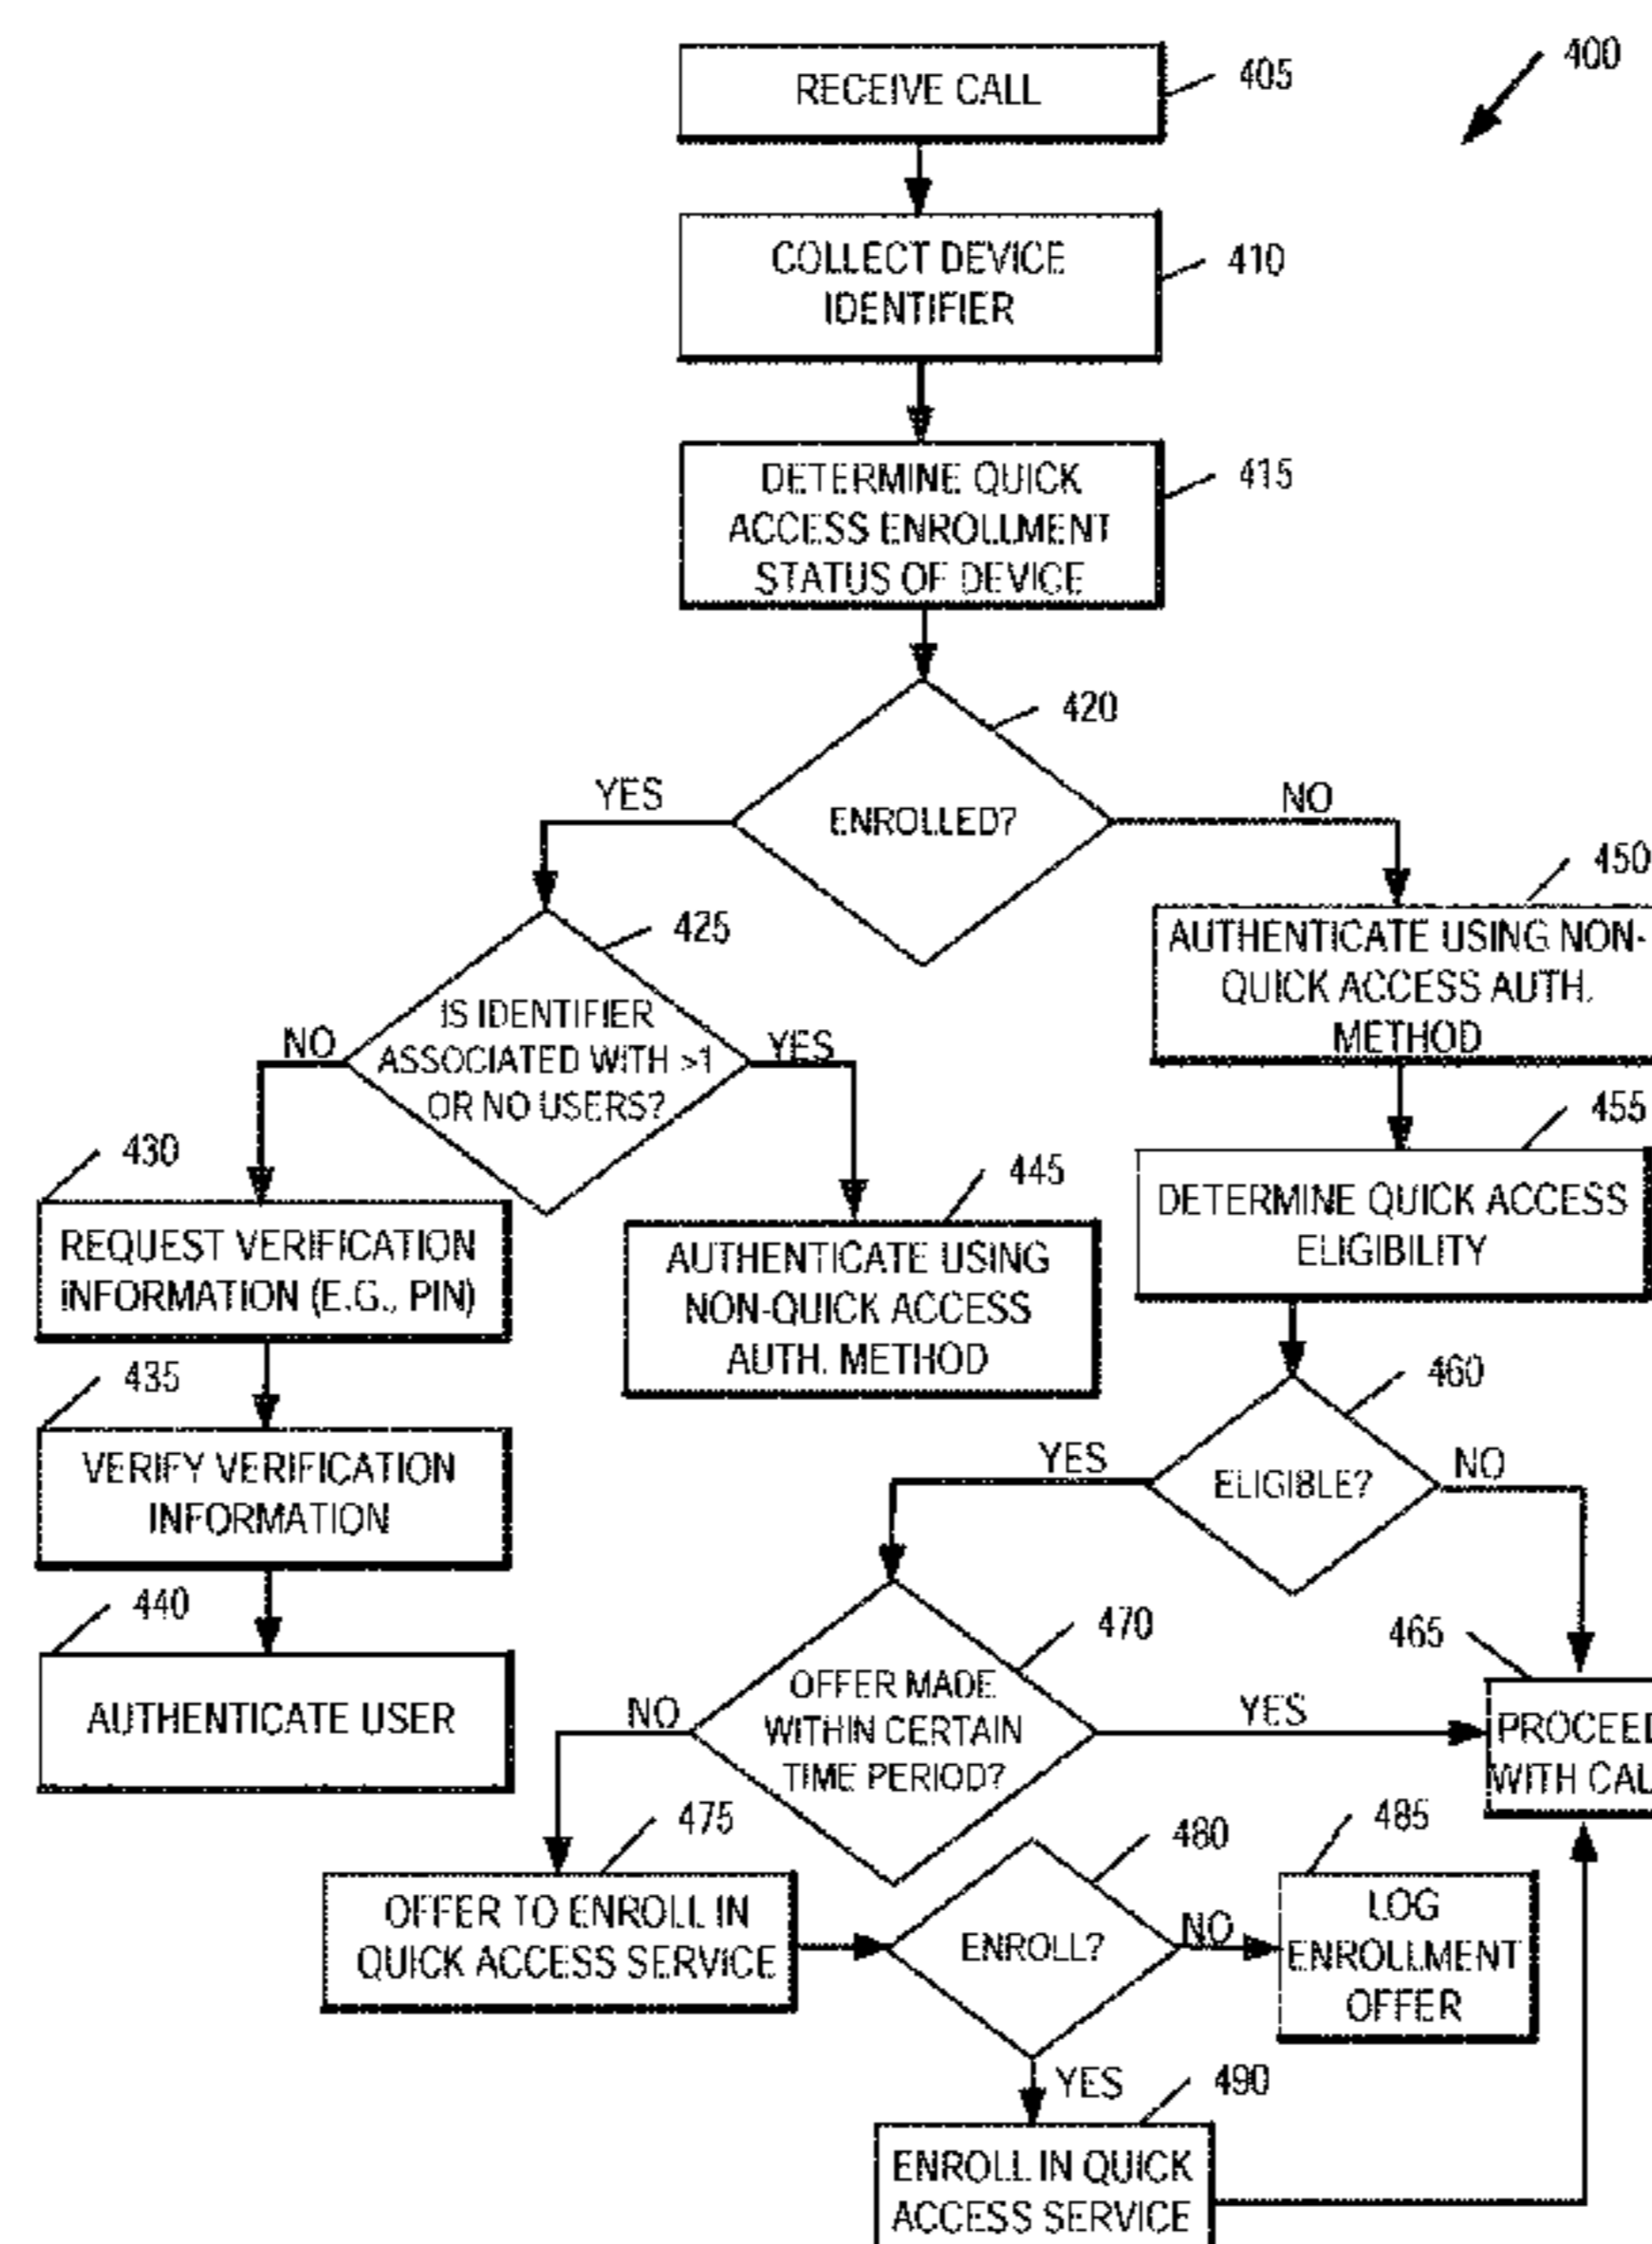 400
RECEIVE CALL
405
COLLECT DEVICE
IDENTIFIER
410
DETERMINE QUICK
ACCESS ENROLLMENT
STATUS OF DEVICE
415
420
ENROLLED?
YES
NO
425
IS IDENTIFIER
ASSOCIATED WITH >1
OR NO USERS?
NO
YES
450
AUTHENTICATE USING NON-
QUICK ACCESS AUTH.
METHOD
430
REQUEST VERIFICATION
INFORMATION (E.G., PIN)
445
AUTHENTICATE USING
NON-QUICK ACCESS
AUTH. METHOD
455
DETERMINE QUICK ACCESS
ELIGIBILITY
435
VERIFY VERIFICATION
INFORMATION
460
ELIGIBLE?
YES
NO
440
AUTHENTICATE USER
470
OFFER MADE
WITHIN CERTAIN
TIME PERIOD?
NO
YES
465
PROCEED
WITH CAL
475
OFFER TO ENROLL IN
QUICK ACCESS SERVICE
480
ENROLL?
NO
YES
485
LOG
ENROLLMENT
OFFER
490
ENROLL IN QUICK
ACCESS SERVICE